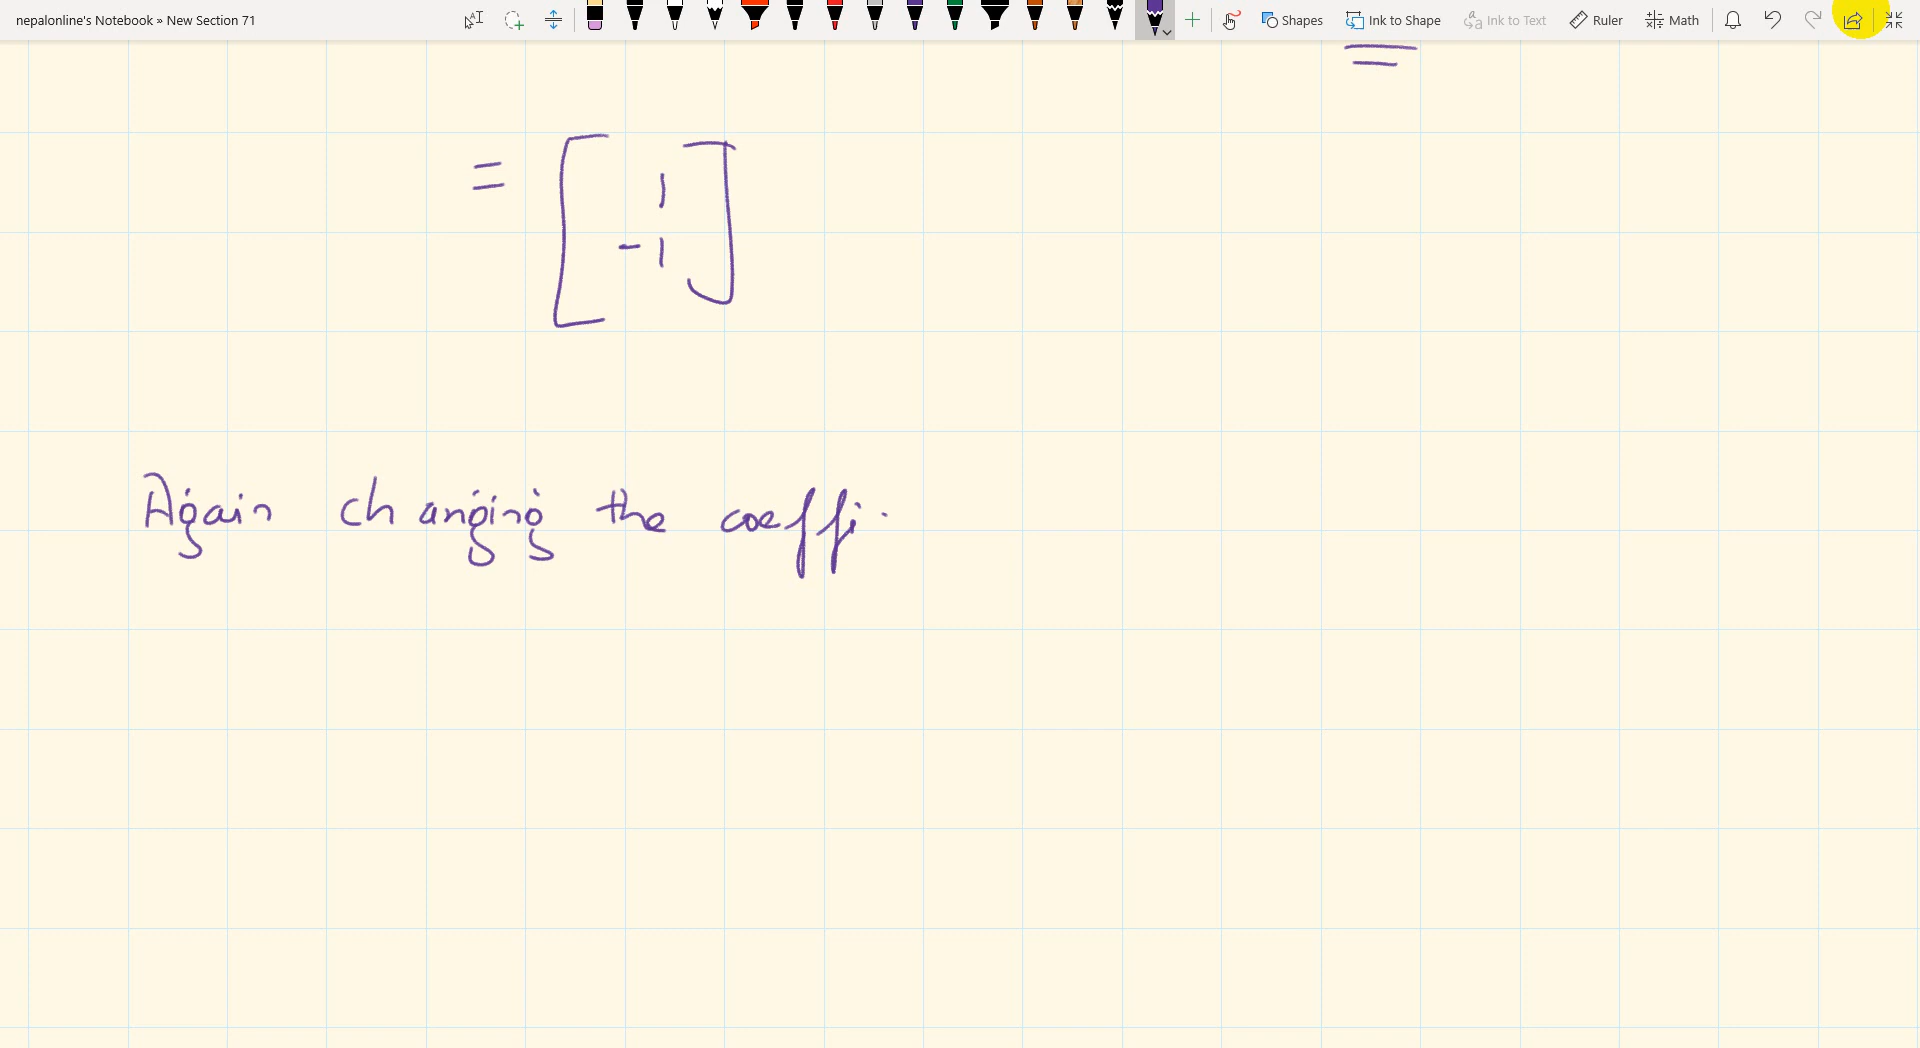 nepalonline's Notebook » New Section 71
Shapes
Ink to Shape
Ink to Text
Ruler
Math
= [ 1
-1 ]
Again changing the coeffi.